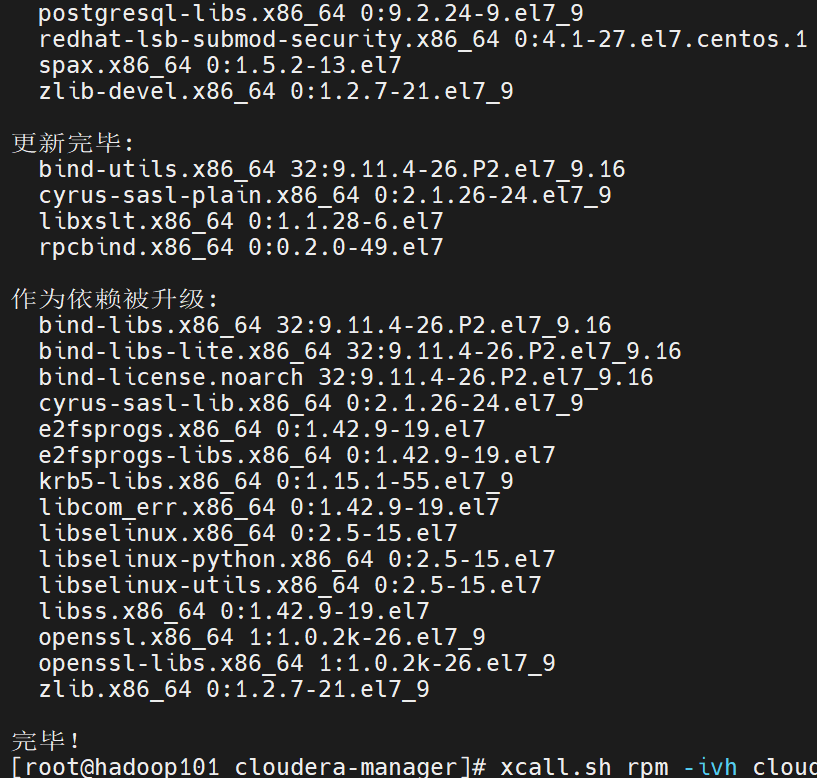 postgresql-libs.x86_64 0:9.2.24-9.el7_9
redhat-lsb-submod-security.x86_64 0:4.1-27.el7.centos.1
spax.x86_64 0:1.5.2-13.el7
zlib-devel.x86_64 0:1.2.7-21.el7_9
更新完毕:
bind-utils.x86_64 32:9.11.4-26.P2.el7_9.16
cyrus-sasl-plain.x86_64 0:2.1.26-24.el7_9
libxslt.x86_64 0:1.1.28-6.el7
rpcbind.x86_64 0:0.2.0-49.el7
作为依赖被升级:
bind-libs.x86_64 32:9.11.4-26.P2.el7_9.16
bind-libs-lite.x86_64 32:9.11.4-26.P2.el7_9.16
bind-license.noarch 32:9.11.4-26.P2.el7_9.16
cyrus-sasl-lib.x86_64 0:2.1.26-24.el7_9
e2fsprogs.x86_64 0:1.42.9-19.el7
e2fsprogs-libs.x86_64 0:1.42.9-19.el7
krb5-libs.x86_64 0:1.15.1-55.el7_9
libcom_err.x86_64 0:1.42.9-19.el7
libselinux.x86_64 0:2.5-15.el7
libselinux-python.x86_64 0:2.5-15.el7
libselinux-utils.x86_64 0:2.5-15.el7
libss.x86_64 0:1.42.9-19.el7
openssl.x86_64 1:1.0.2k-26.el7_9
openssl-libs.x86_64 1:1.0.2k-26.el7_9
zlib.x86_64 0:1.2.7-21.el7_9
完毕！
[root@hadoop101 cloudera-manager]# xcall.sh rpm -ivh cloud